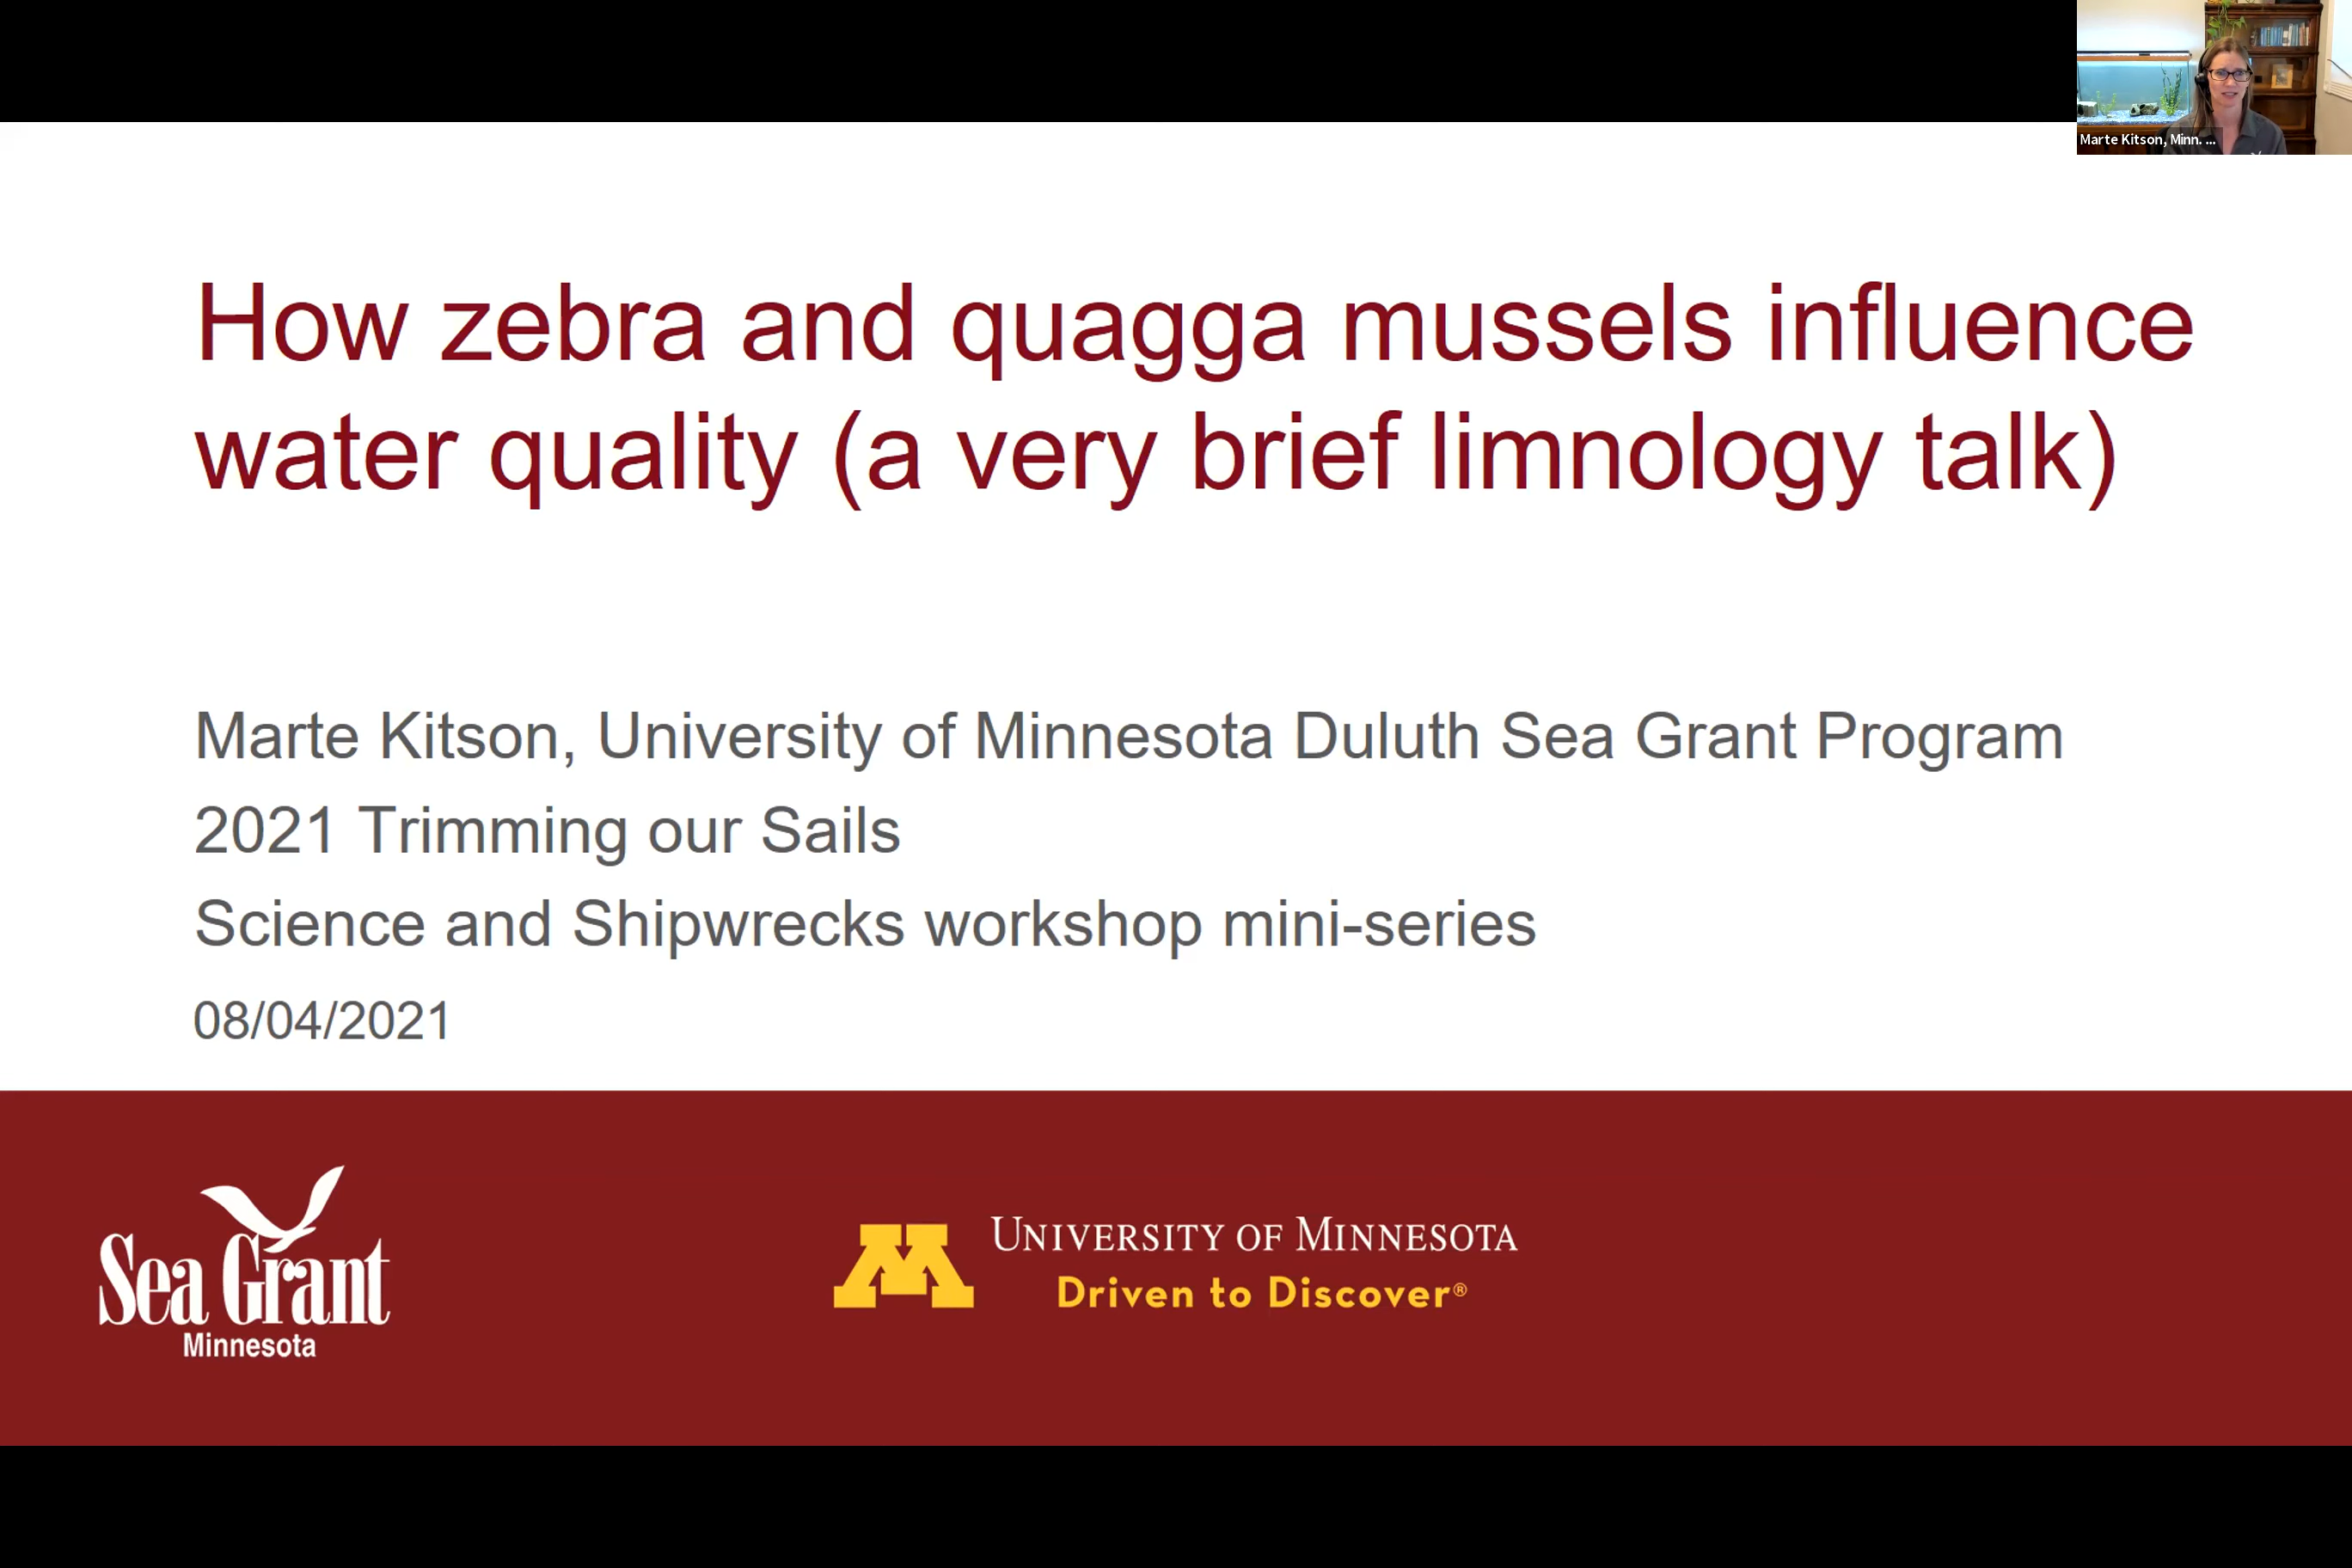 Marte Kitson, Minn. ...
How zebra and quagga mussels influence
water quality (a very brief limnology talk)
Marte Kitson, University of Minnesota Duluth Sea Grant Program
2021 Trimming our Sails
Science and Shipwrecks workshop mini-series
08/04/2021
Sea Grant
Minnesota
M
UNIVERSITY OF MINNESOTA
Driven to Discover®